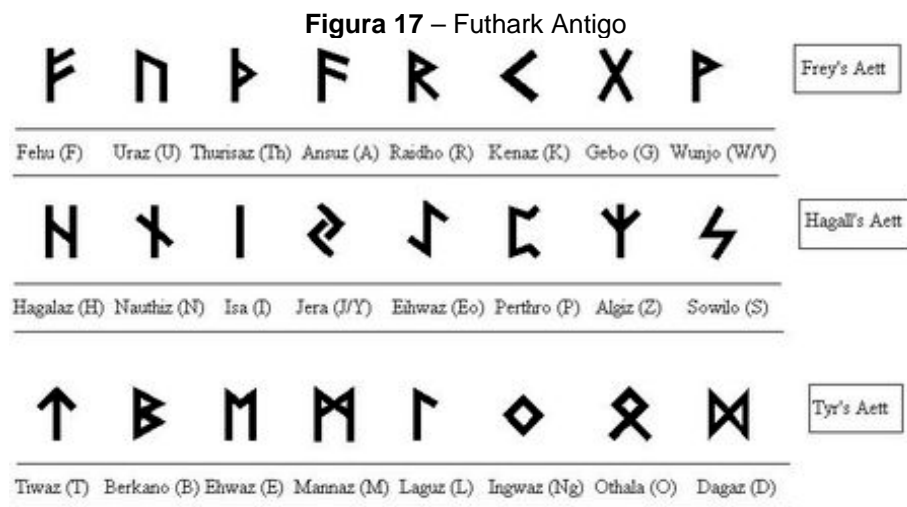 Figura 17 – Futhark Antigo
ᚠ ᚢ ᚦ ᚨ ᚱ ᚲ ᚷ ᚹ Frey's Aett
Fehu (F) Uraz (U) Thurisaz (Th) Ansuz (A) Raidho (R) Kenaz (K) Gebo (G) Wunjo (W/V)
ᚺ ᚾ ᛁ ᛃ ᛇ ᛈ ᛉ ᛊ Hagall's Aett
Hagalaz (H) Nauthiz (N) Isa (I) Jera (J/Y) Eihwaz (Eo) Perthro (P) Algiz (Z) Sowilo (S)
ᛏ ᛒ ᛖ ᛗ ᛚ ᛜ ᛟ ᛞ Tyr's Aett
Tiwaz (T) Berkano (B) Ehwaz (E) Mannaz (M) Laguz (L) Ingwaz (Ng) Othala (O) Dagaz (D)